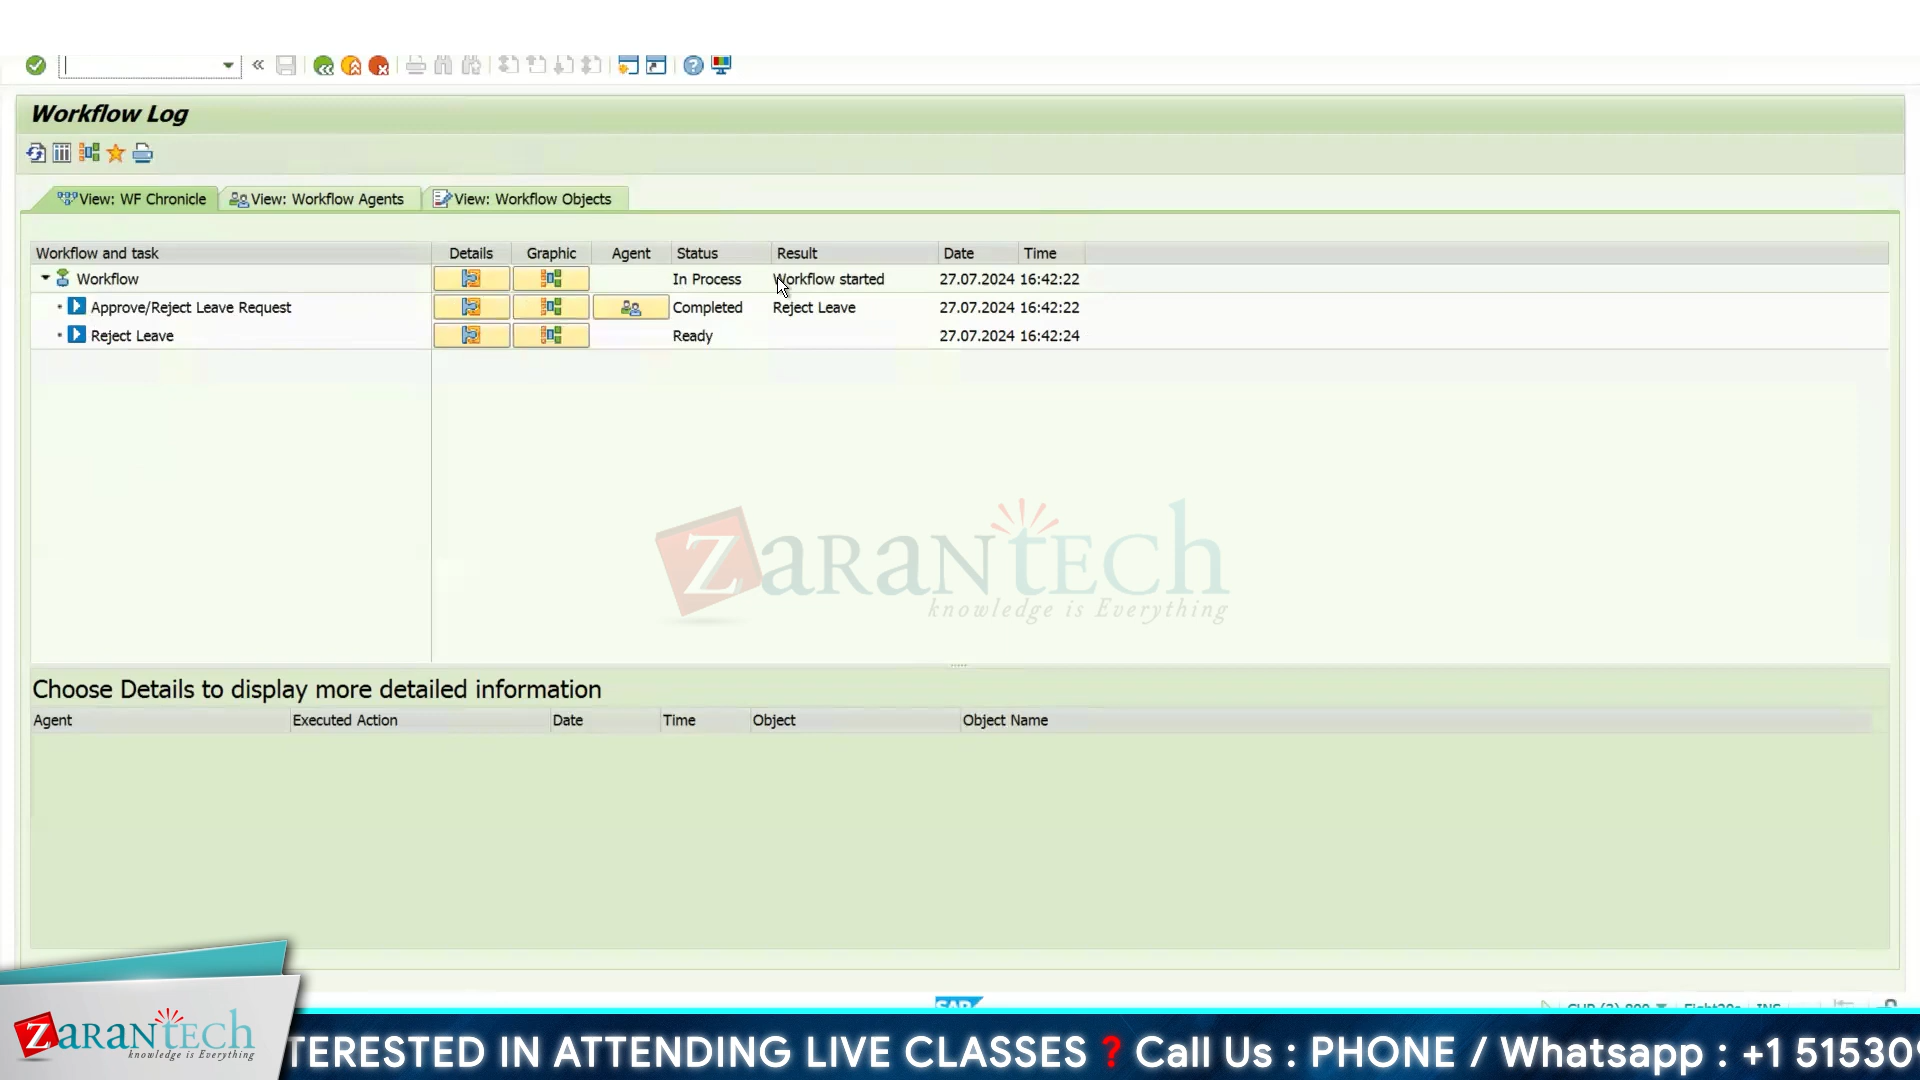 Workflow Log
View: WF Chronicle View: Workflow Agents View: Workflow Objects
Workflow and task Details Graphic Agent Status Result Date Time
Workflow In Process Workflow started 27.07.2024 16:42:22
Approve/Reject Leave Request Completed Reject Leave 27.07.2024 16:42:22
Reject Leave Ready 27.07.2024 16:42:24
ZaranTech
knowledge is Everything
Choose Details to display more detailed information
Agent Executed Action Date Time Object Object Name
SAP
INS
ZaranTech
knowledge is Everything
TERESTED IN ATTENDING LIVE CLASSES ❓ Call Us : PHONE / Whatsapp : +1 51530